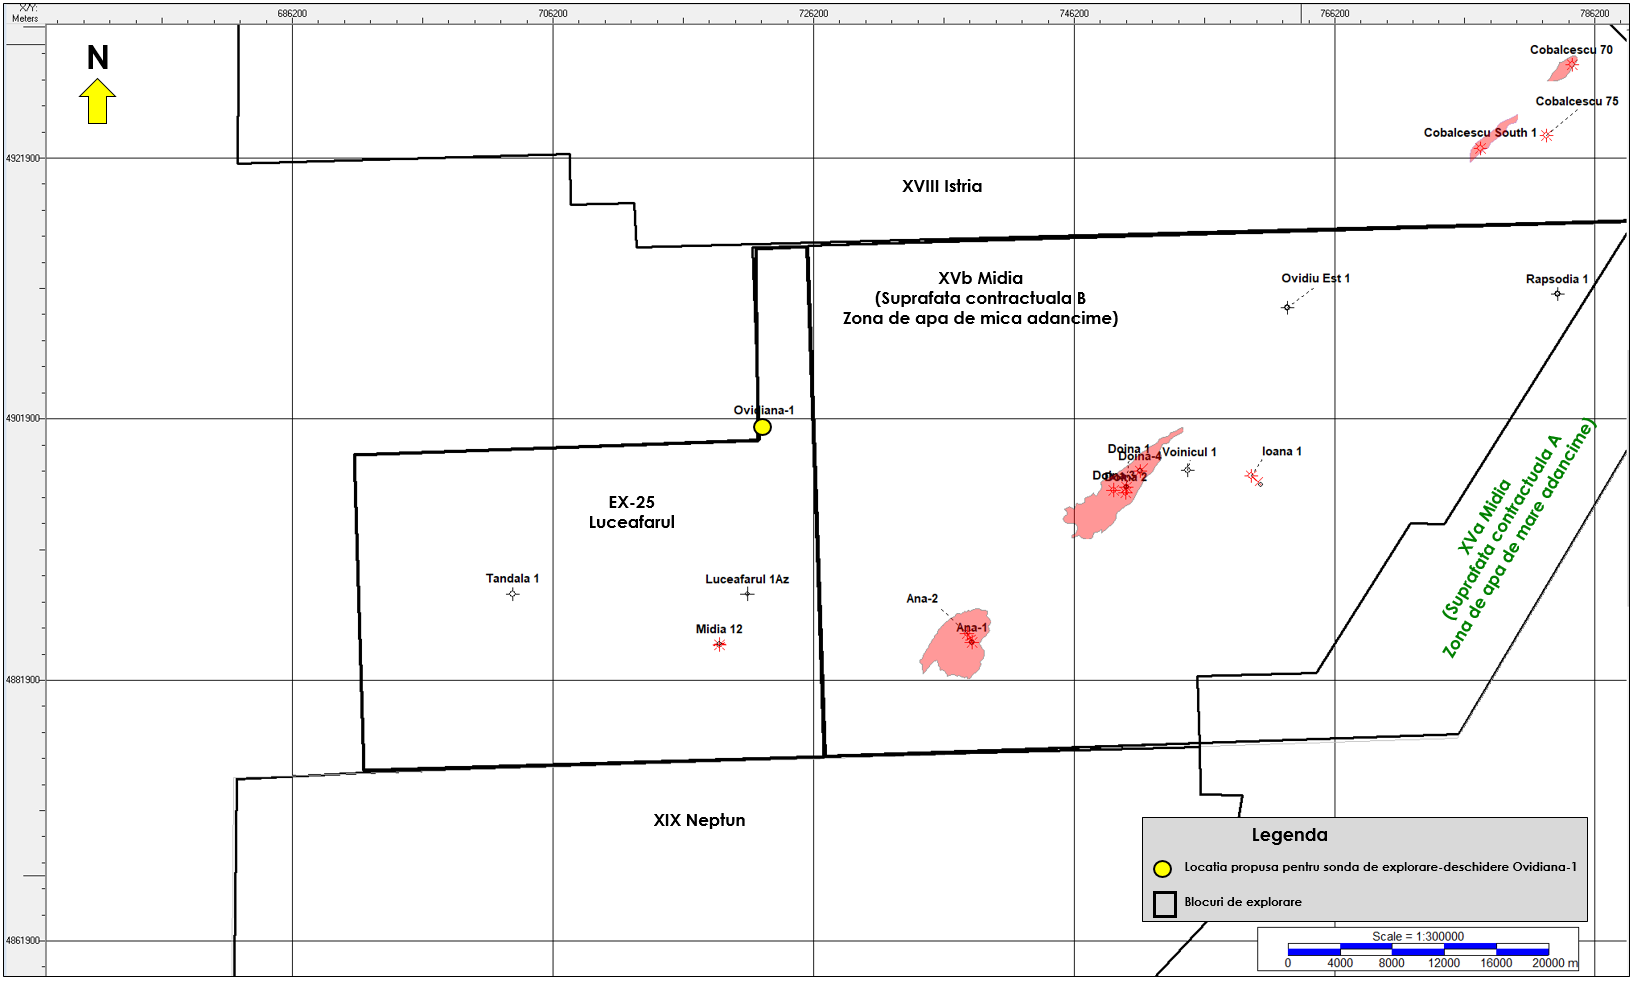 X/Y:
Meters
686200
706200
726200
746200
766200
786200
N
Cobalcescu 70
Cobalcescu 75
Cobalcescu South 1
4921900
XVIII Istria
XVb Midia
(Suprafata contractuala B
Zona de apa de mica adancime)
Ovidiu Est 1
Rapsodia 1
4901900
Ovidiana-1
Doina 1
Doina-4
Voinicul 1
Ioana 1
Doina-3
Doina 2
EX-25
Luceafarul
XVa Midia
(Suprafata contractuala A
Zona de apa de mare adancime)
Tandala 1
Luceafarul 1Az
Ana-2
Midia 12
Ana-1
4881900
XIX Neptun
Legenda
Locatia propusa pentru sonda de explorare-deschidere Ovidiana-1
Blocuri de explorare
4861900
Scale = 1:300000
0 4000 8000 12000 16000 20000 m